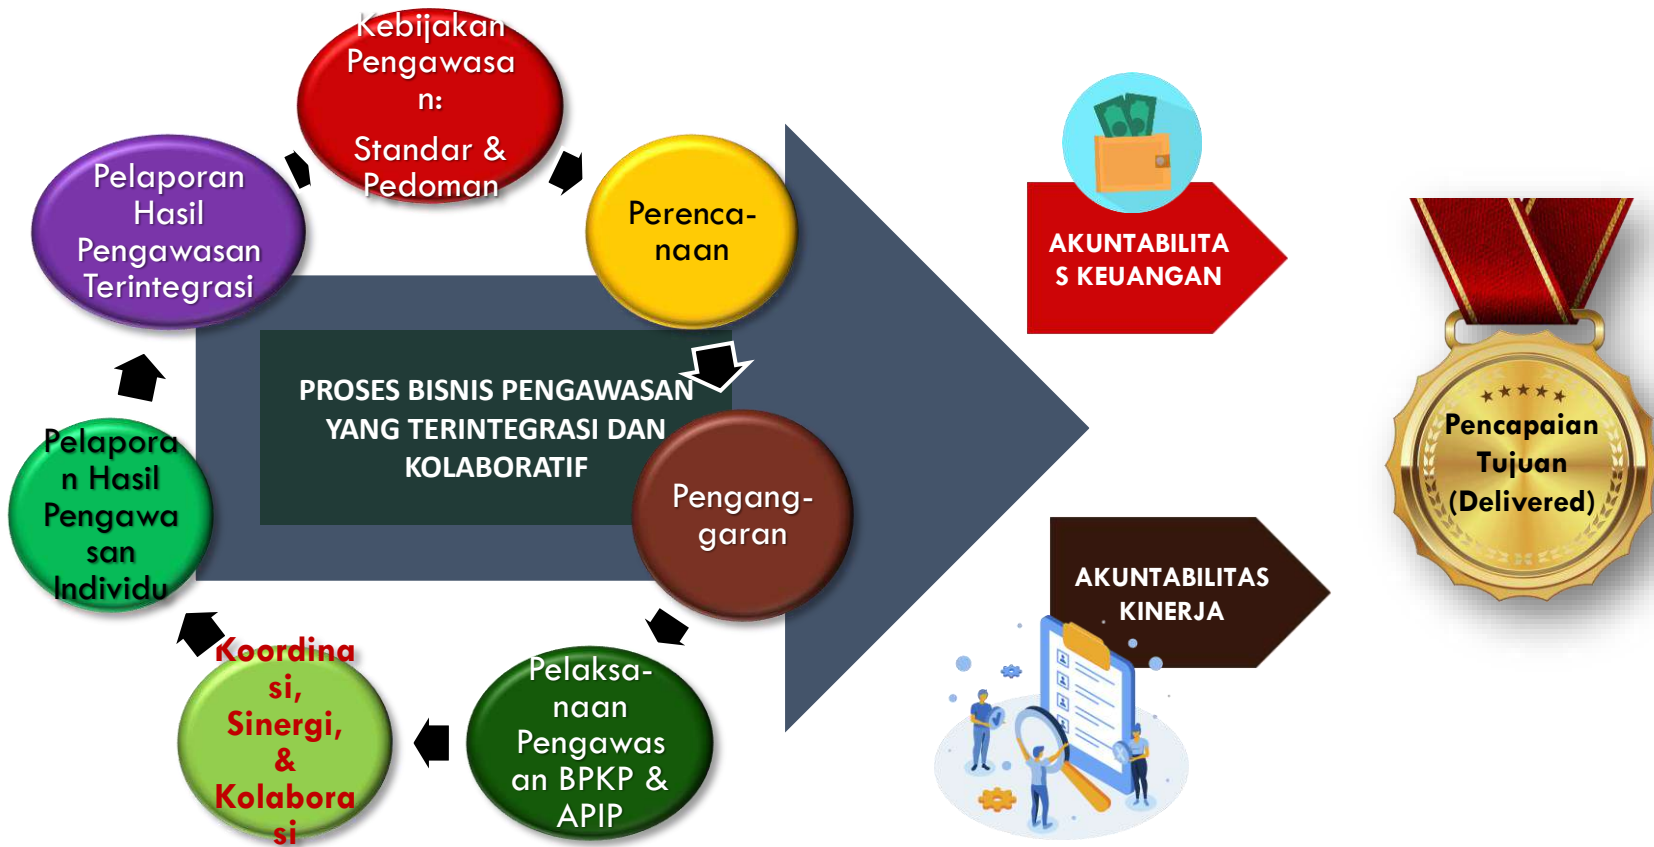 Kebijakan
Pengawasa
n:
Standar &
Pedoman
Perenca-
naan
Pengang-
garan
Pelaksa-
naan
Pengawas
an BPKP &
APIP
Koordina
si,
Sinergi,
&
Kolabora
si
Pelapora
n Hasil
Pengawa
san
Individu
Pelaporan
Hasil
Pengawasan
Terintegrasi
PROSES BISNIS PENGAWASAN
YANG TERINTEGRASI DAN
KOLABORATIF
AKUNTABILITA
S KEUANGAN
AKUNTABILITAS
KINERJA
Pencapaian
Tujuan
(Delivered)